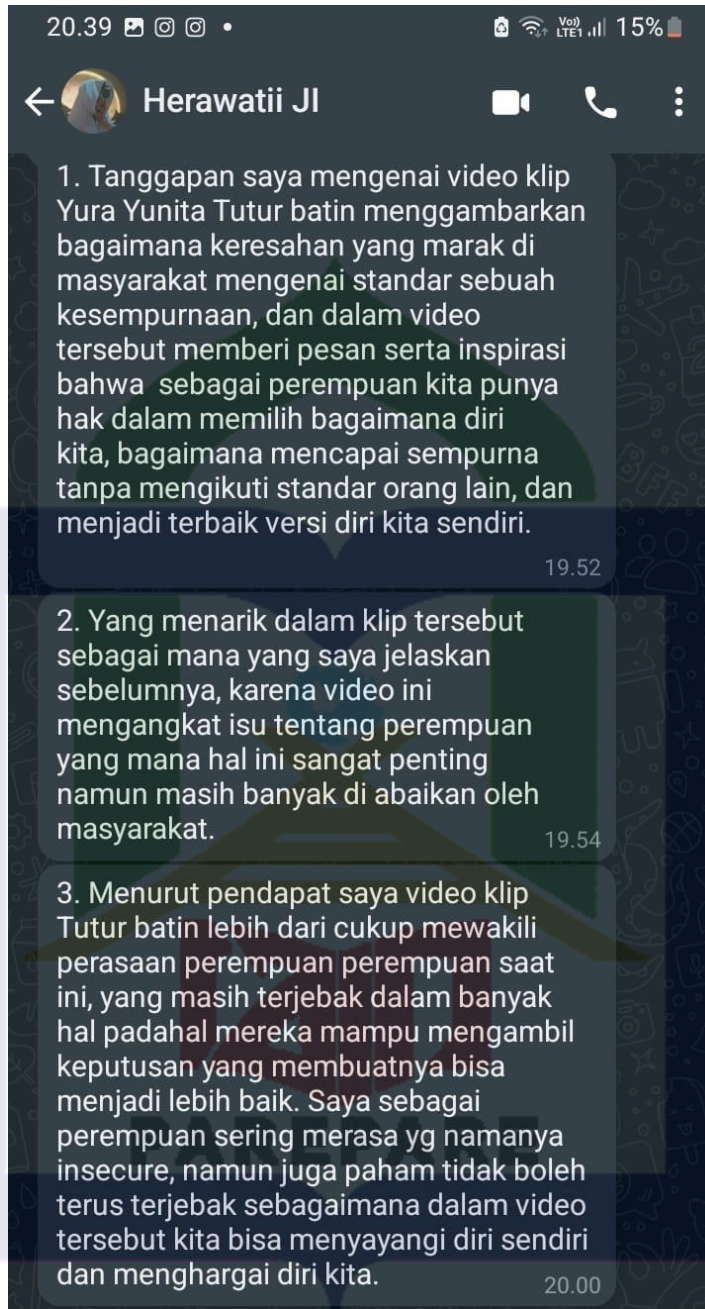 20.39
VoI) LTE1 15%
Herawatii JI
1. Tanggapan saya mengenai video klip
Yura Yunita Tutur batin menggambarkan
bagaimana keresahan yang marak di
masyarakat mengenai standar sebuah
kesempurnaan, dan dalam video
tersebut memberi pesan serta inspirasi
bahwa sebagai perempuan kita punya
hak dalam memilih bagaimana diri
kita, bagaimana mencapai sempurna
tanpa mengikuti standar orang lain, dan
menjadi terbaik versi diri kita sendiri.
19.52
2. Yang menarik dalam klip tersebut
sebagai mana yang saya jelaskan
sebelumnya, karena video ini
mengangkat isu tentang perempuan
yang mana hal ini sangat penting
namun masih banyak di abaikan oleh
masyarakat.
19.54
3. Menurut pendapat saya video klip
Tutur batin lebih dari cukup mewakili
perasaan perempuan perempuan saat
ini, yang masih terjebak dalam banyak
hal padahal mereka mampu mengambil
keputusan yang membuatnya bisa
menjadi lebih baik. Saya sebagai
perempuan sering merasa yg namanya
insecure, namun juga paham tidak boleh
terus terjebak sebagaimana dalam video
tersebut kita bisa menyayangi diri sendiri
dan menghargai diri kita.
20.00
PAREPARE